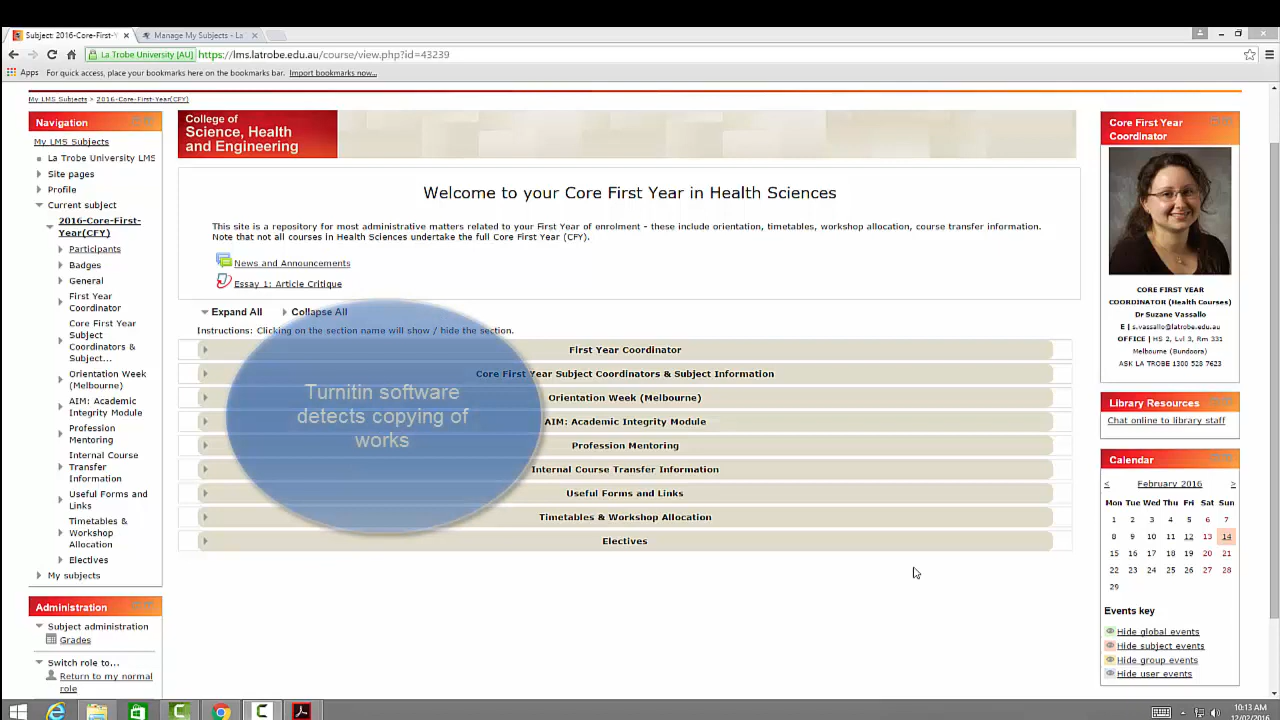 Subject: 2016-Core-First-Y
Manage My Subjects - La
La Trobe University [AU]
https://lms.latrobe.edu.au/course/view.php?id=43239
Apps
For quick access, place your bookmarks here on the bookmarks bar.
Import bookmarks now...
My LMS Subjects > 2016-Core-First-Year(CFY)
Navigation
My LMS Subjects
La Trobe University LMS
Site pages
Profile
Current subject
2016-Core-First-
Year(CFY)
Participants
Badges
General
First Year
Coordinator
Core First Year
Subject
Coordinators &
Subject...
Orientation Week
(Melbourne)
AIM: Academic
Integrity Module
Profession
Mentoring
Internal Course
Transfer
Information
Useful Forms and
Links
Timetables &
Workshop
Allocation
Electives
My subjects
Administration
Subject administration
Grades
Switch role to...
Return to my normal
role
College of
Science, Health
and Engineering
Welcome to your Core First Year in Health Sciences
This site is a repository for most administrative matters related to your First Year of enrolment - these include orientation, timetables, workshop allocation, course transfer information.
Note that not all courses in Health Sciences undertake the full Core First Year (CFY).
News and Announcements
Essay 1: Article Critique
Expand All
Collapse All
Instructions: Clicking on the section name will show / hide the section.
First Year Coordinator
Core First Year Subject Coordinators & Subject Information
Orientation Week (Melbourne)
AIM: Academic Integrity Module
Profession Mentoring
Internal Course Transfer Information
Useful Forms and Links
Timetables & Workshop Allocation
Electives
Turnitin software
detects copying of
works
Core First Year
Coordinator
CORE FIRST YEAR
COORDINATOR (Health Courses)
Dr Suzane Vassallo
E | s.vassallo@latrobe.edu.au
OFFICE | HS 2, Lvl 3, Rm 331
Melbourne (Bundoora)
ASK LA TROBE 1300 528 7623
Library Resources
Chat online to library staff
Calendar
< February 2016 >
Mon Tue Wed Thu Fri Sat Sun
1 2 3 4 5 6 7
8 9 10 11 12 13 14
15 16 17 18 19 20 21
22 23 24 25 26 27 28
29
Events key
Hide global events
Hide subject events
Hide group events
Hide user events
10:13 AM
12/02/2016